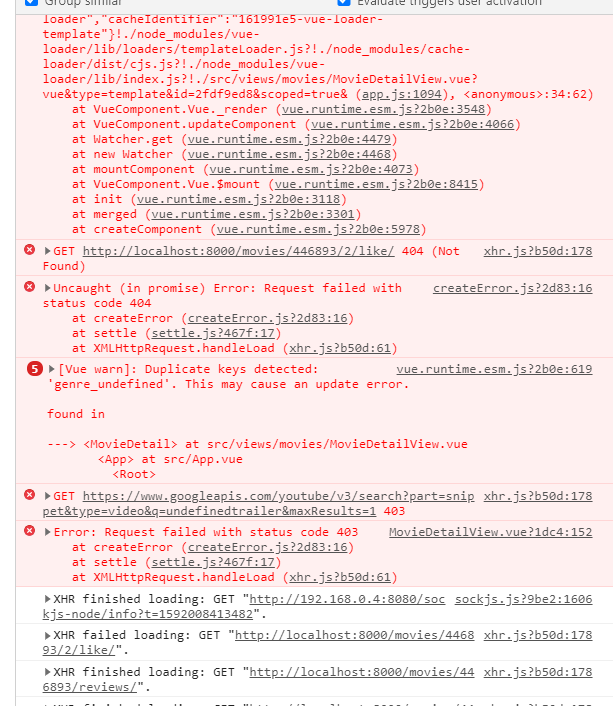 Group similar
Evaluate triggers user activation
loader","cacheIdentifier":"161991e5-vue-loader-
template"}!./node_modules/vue-
loader/lib/loaders/templateLoader.js?!./node_modules/cache-
loader/dist/cjs.js?!./node_modules/vue-
loader/lib/index.js?!./src/views/movies/MovieDetailView.vue?
vue&type=template&id=2fdf9ed8&scoped=true& (app.js:1094), <anonymous>:34:62)
at VueComponent.Vue._render (vue.runtime.esm.js?2b0e:3548)
at VueComponent.updateComponent (vue.runtime.esm.js?2b0e:4066)
at Watcher.get (vue.runtime.esm.js?2b0e:4479)
at new Watcher (vue.runtime.esm.js?2b0e:4468)
at mountComponent (vue.runtime.esm.js?2b0e:4073)
at VueComponent.Vue.$mount (vue.runtime.esm.js?2b0e:8415)
at init (vue.runtime.esm.js?2b0e:3118)
at merged (vue.runtime.esm.js?2b0e:3301)
at createComponent (vue.runtime.esm.js?2b0e:5978)
GET http://localhost:8000/movies/446893/2/like/ 404 (Not xhr.js?b50d:178
Found)
Uncaught (in promise) Error: Request failed with createError.js?2d83:16
status code 404
at createError (createError.js?2d83:16)
at settle (settle.js?467f:17)
at XMLHttpRequest.handleLoad (xhr.js?b50d:61)
5 [Vue warn]: Duplicate keys detected: vue.runtime.esm.js?2b0e:619
'genre_undefined'. This may cause an update error.
found in
---> <MovieDetail> at src/views/movies/MovieDetailView.vue
<App> at src/App.vue
<Root>
GET https://www.googleapis.com/youtube/v3/search?part=snip xhr.js?b50d:178
pet&type=video&q=undefinedtrailer&maxResults=1 403
Error: Request failed with status code 403 MovieDetailView.vue?1dc4:152
at createError (createError.js?2d83:16)
at settle (settle.js?467f:17)
at XMLHttpRequest.handleLoad (xhr.js?b50d:61)
XHR finished loading: GET "http://192.168.0.4:8080/soc sockjs.js?9be2:1606
kjs-node/info?t=1592008413482".
XHR failed loading: GET "http://localhost:8000/movies/4468 xhr.js?b50d:178
93/2/like/".
XHR finished loading: GET "http://localhost:8000/movies/44 xhr.js?b50d:178
6893/reviews/".